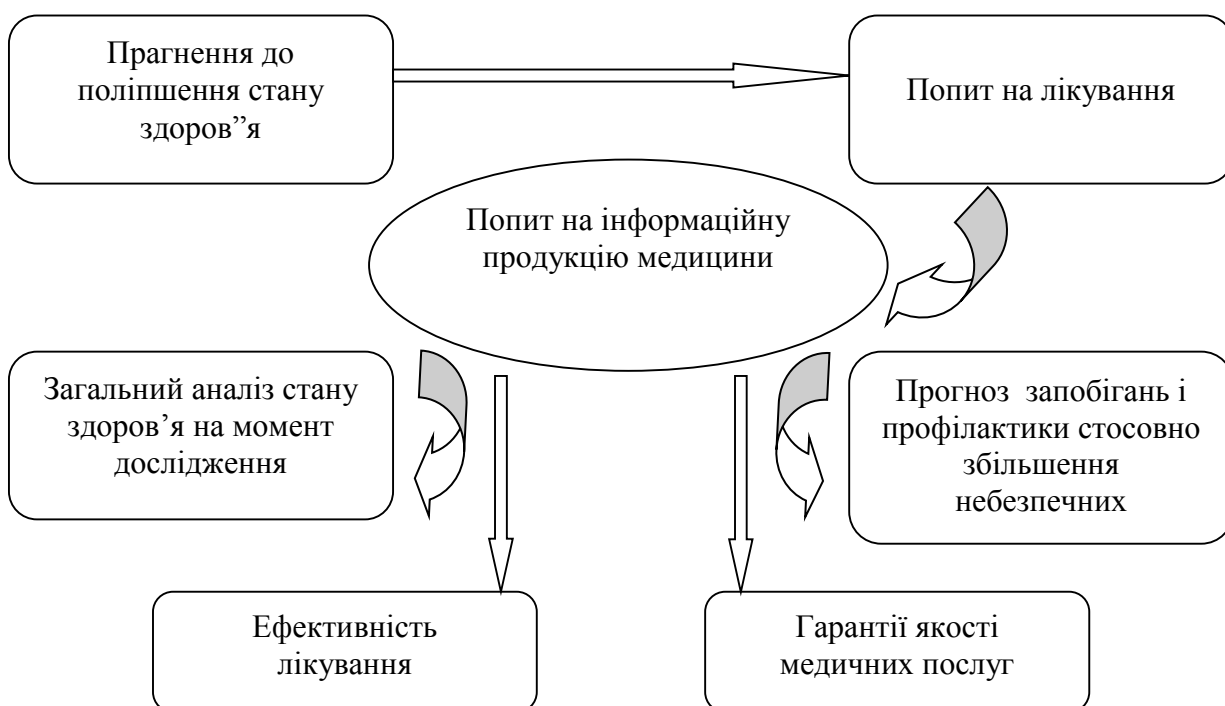 Прагнення до
поліпшення стану
здоров”я
Попит на лікування
Попит на інформаційну
продукцію медицини
Загальний аналіз стану
здоров’я на момент
дослідження
Прогноз запобігань і
профілактики стосовно
збільшення
небезпечних
Ефективність
лікування
Гарантії якості
медичних послуг